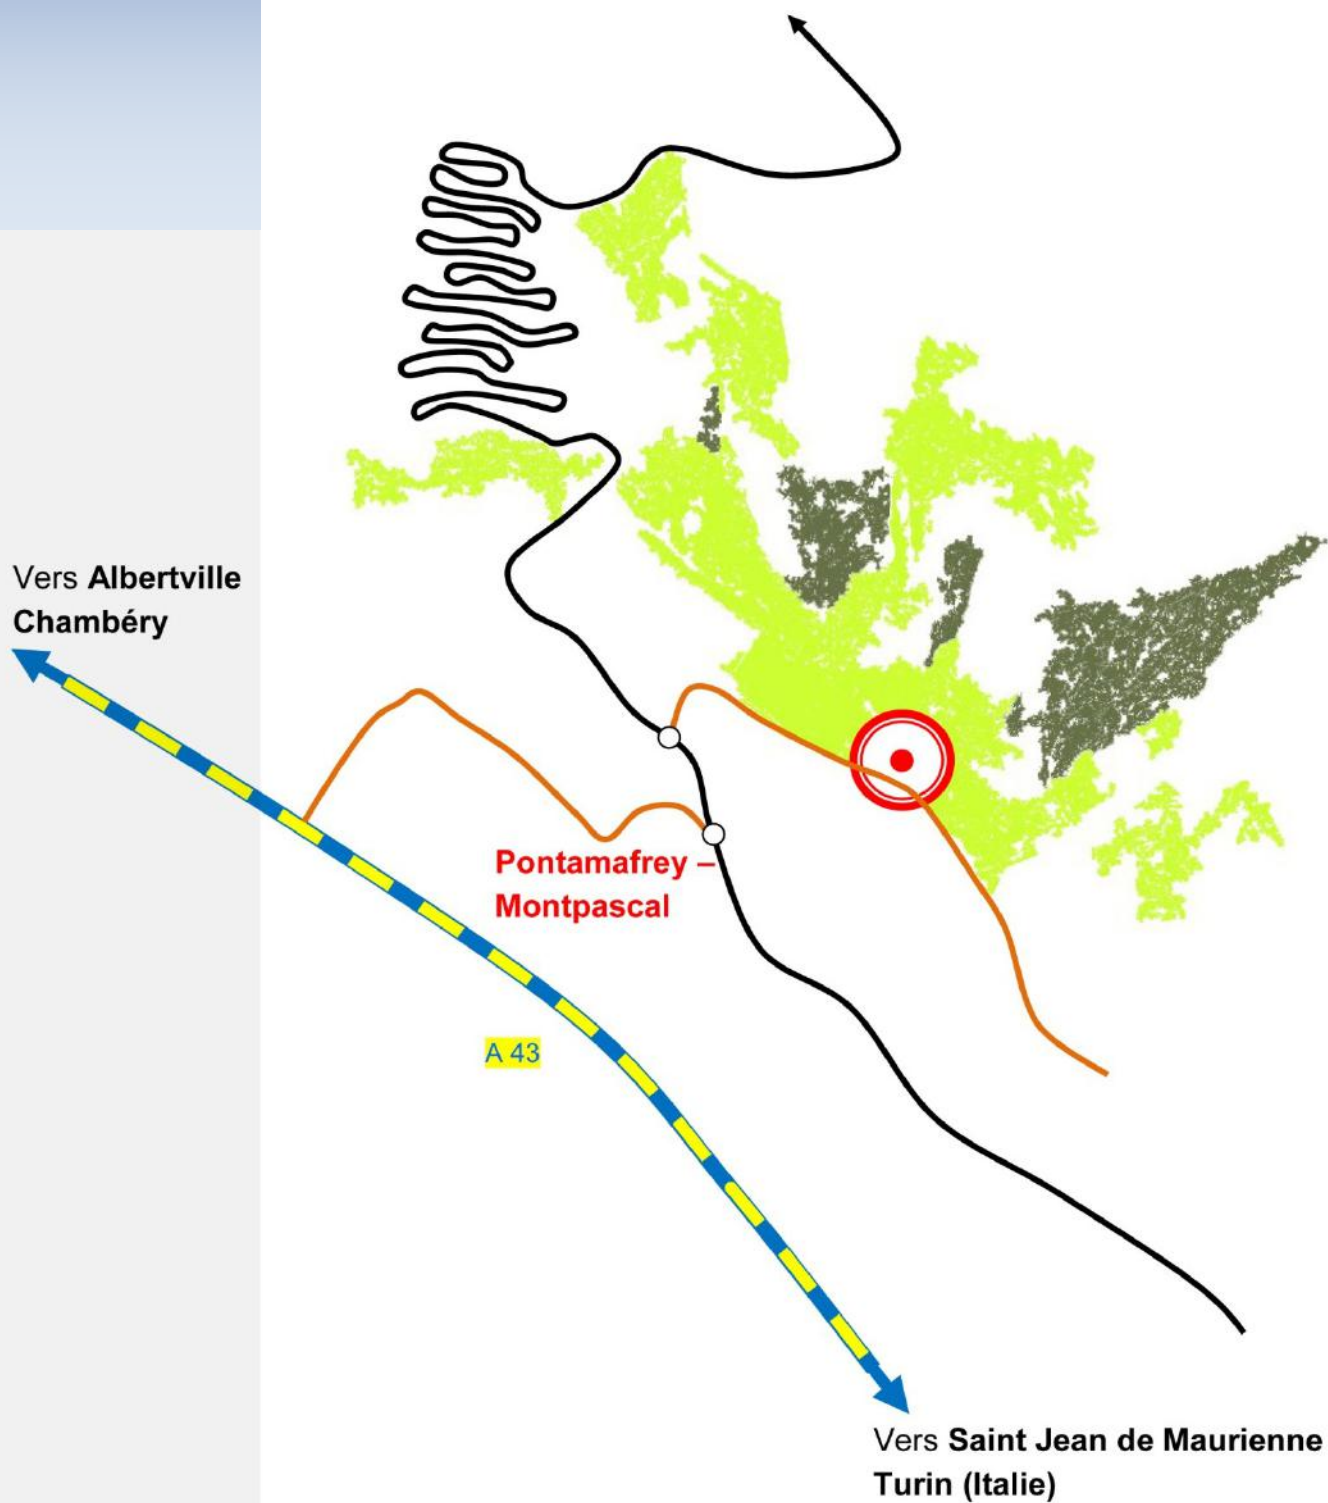 Vers Albertville
Chambéry
Pontamafrey –
Montpascal
A 43
Vers Saint Jean de Maurienne
Turin (Italie)